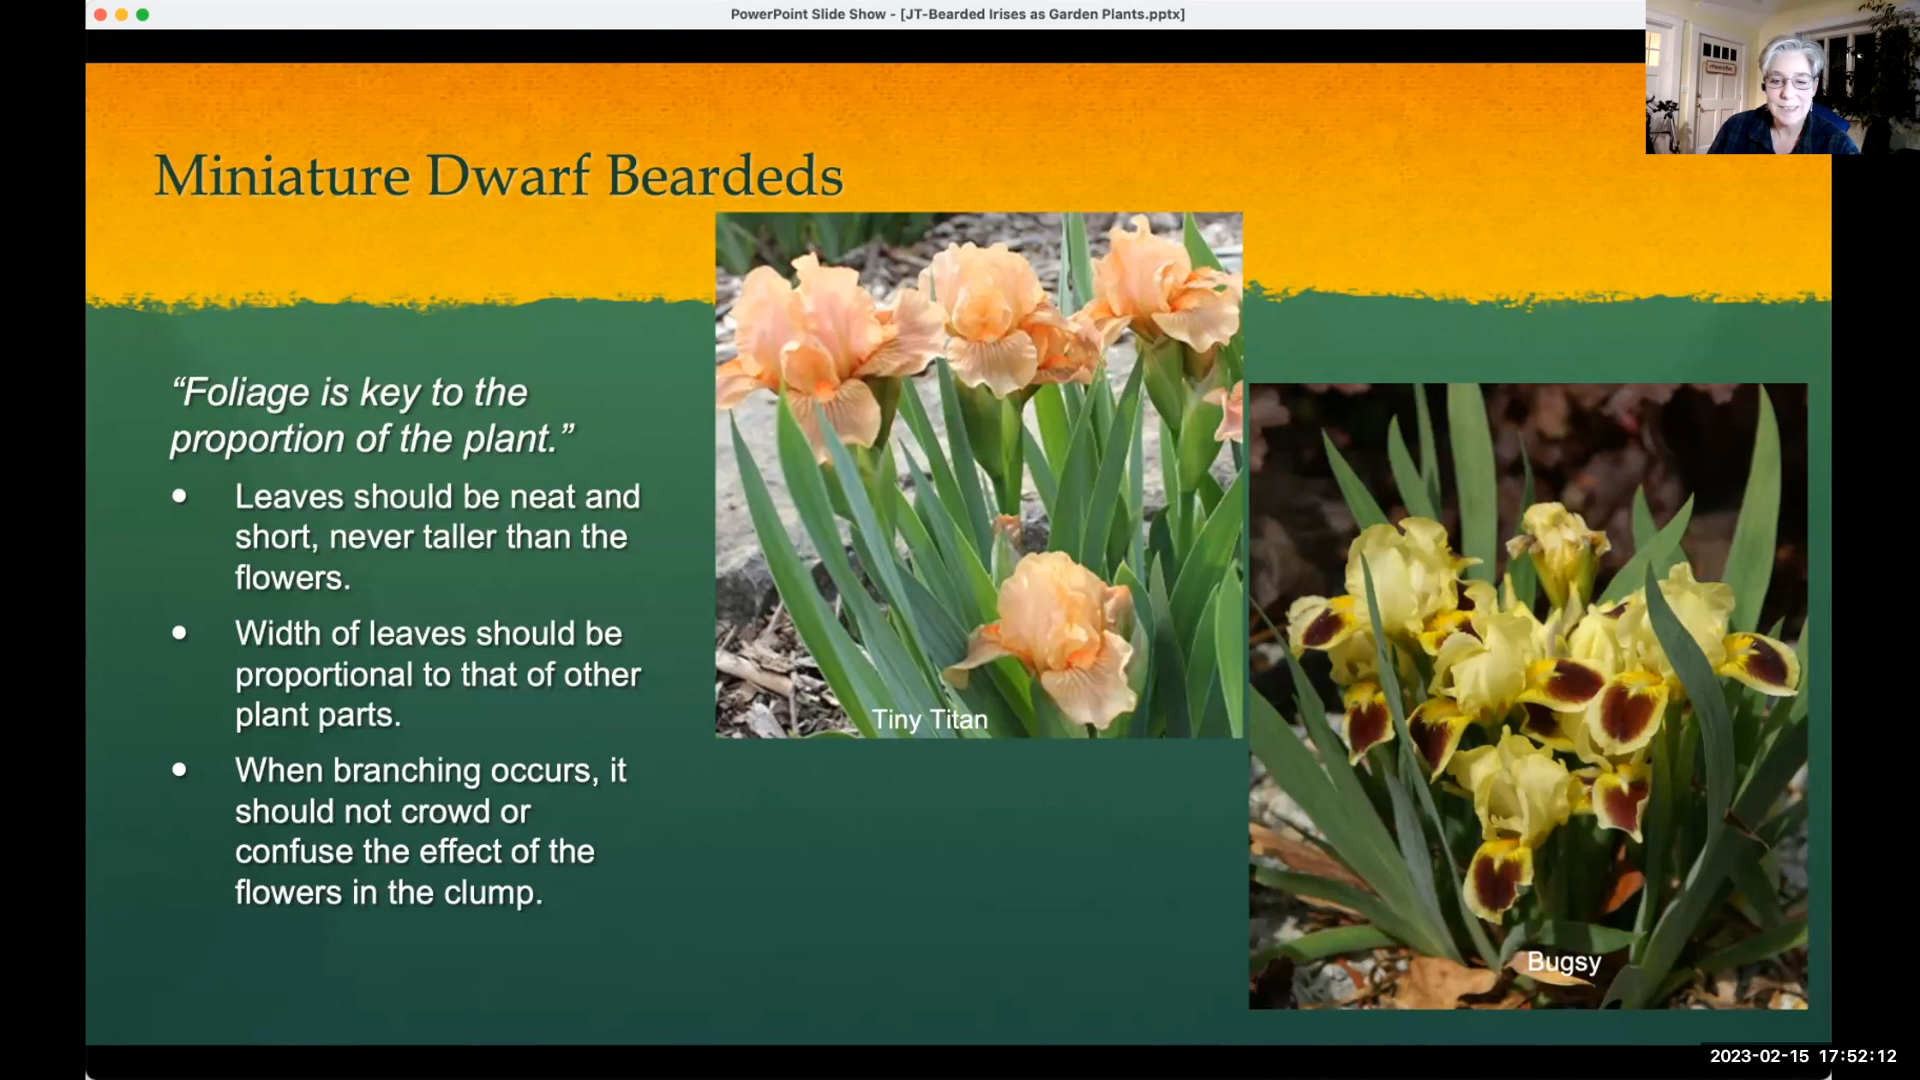 PowerPoint Slide Show - [JT-Bearded Irises as Garden Plants.pptx]
Miniature Dwarf Beardeds
“Foliage is key to the
proportion of the plant.”
• Leaves should be neat and
short, never taller than the
flowers.
• Width of leaves should be
proportional to that of other
plant parts.
• When branching occurs, it
should not crowd or
confuse the effect of the
flowers in the clump.
Tiny Titan
Bugsy
2023-02-15 17:52:12